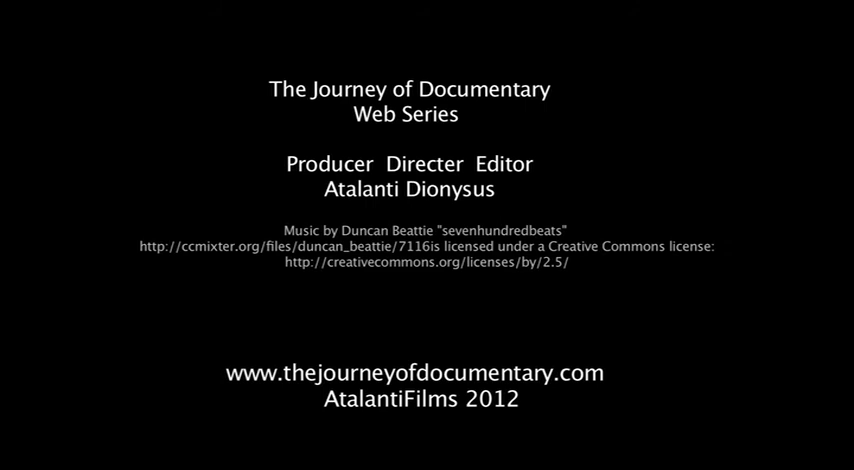 The Journey of Documentary
Web Series
Producer Directer Editor
Atalanti Dionysus
Music by Duncan Beattie "sevenhundredbeats"
http://ccmixter.org/files/duncan_beattie/7116is licensed under a Creative Commons license:
http://creativecommons.org/licenses/by/2.5/
www.thejourneyofdocumentary.com
AtalantiFilms 2012